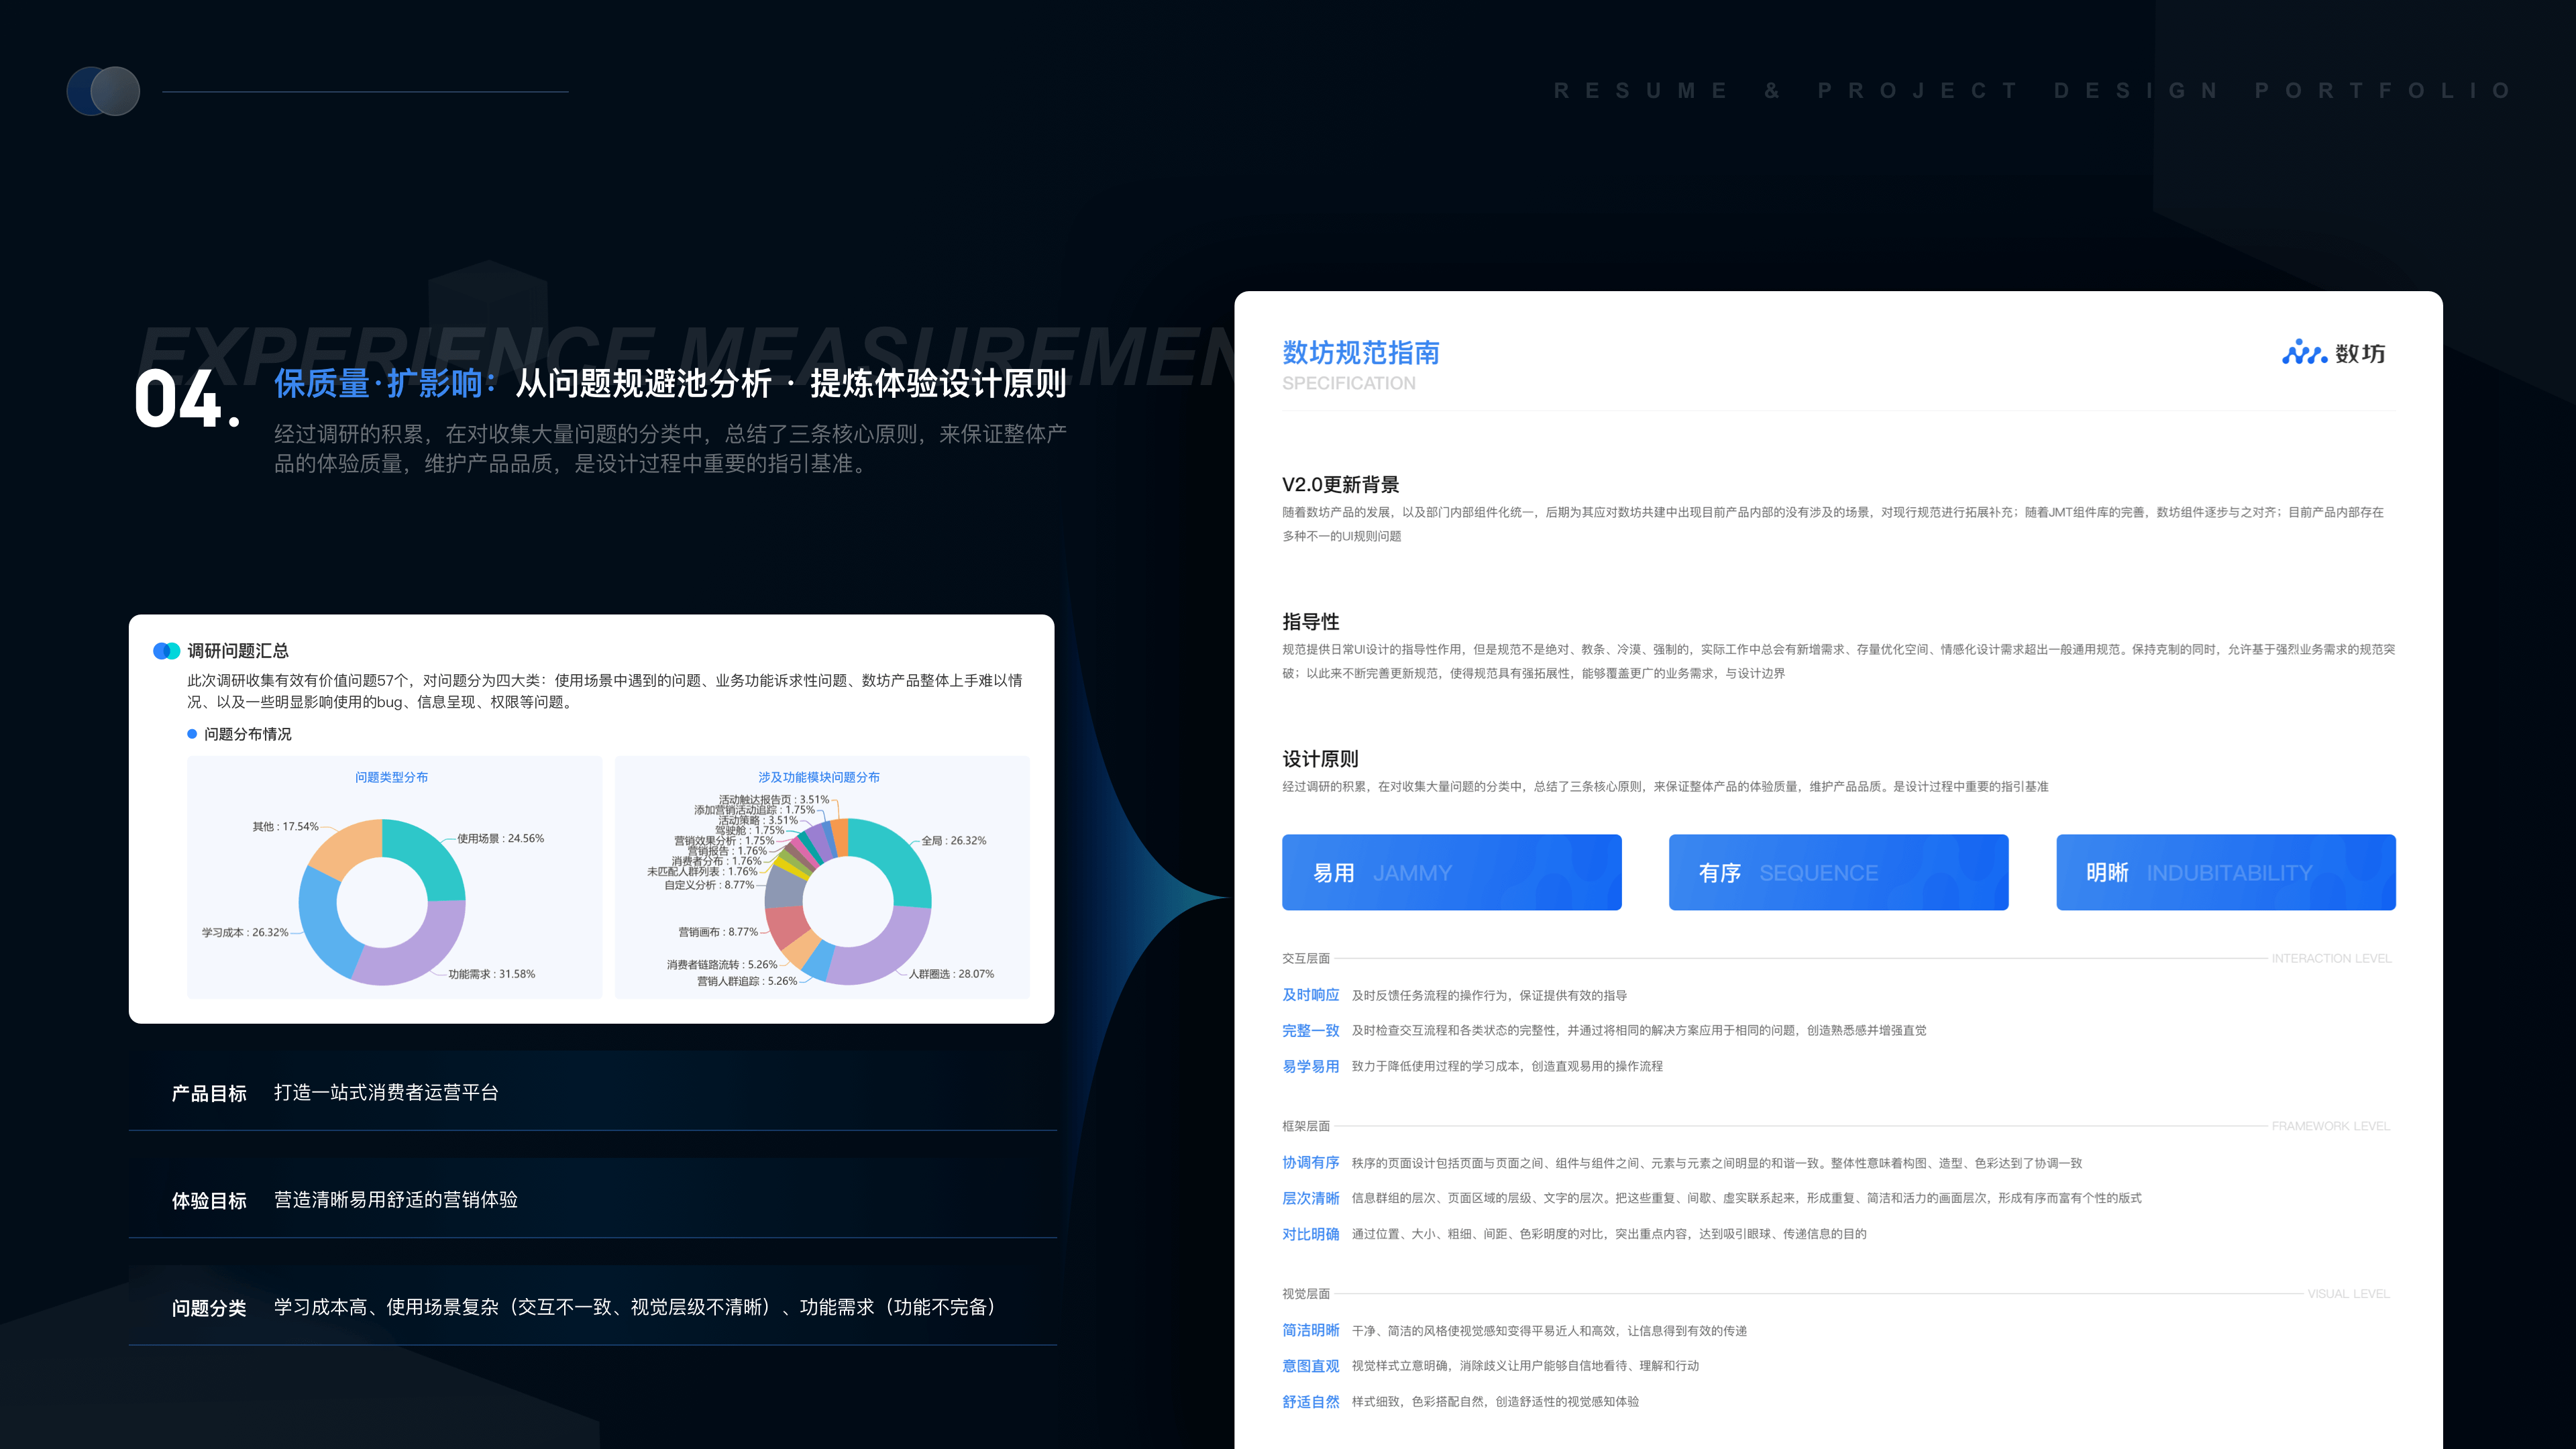 RESUME & PROJECT DESIGN PORTFOLIO
EXPERIENCE MEASUREMEN
04.
保质量·扩影响：从问题规避池分析 · 提炼体验设计原则
经过调研的积累，在对收集大量问题的分类中，总结了三条核心原则，来保证整体产
品的体验质量，维护产品品质，是设计过程中重要的指引基准。
调研问题汇总
此次调研收集有效有价值问题57个，对问题分为四大类：使用场景中遇到的问题、业务功能诉求性问题、数坊产品整体上手难以情
况、以及一些明显影响使用的bug、信息呈现、权限等问题。
问题分布情况
问题类型分布
其他 : 17.54%
使用场景 : 24.56%
学习成本 : 26.32%
功能需求 : 31.58%
涉及功能模块问题分布
活动触达报告页 : 3.51%
添加营销活动追踪 : 1.75%
活动策略 : 3.51%
驾驶舱 : 1.75%
营销效果分析 : 1.75%
营销报告 : 1.76%
消费者分布 : 1.76%
未匹配人群列表 : 1.76%
自定义分析 : 8.77%
营销画布 : 8.77%
消费者链路流转 : 5.26%
营销人群追踪 : 5.26%
全局 : 26.32%
人群圈选 : 28.07%
产品目标 打造一站式消费者运营平台
体验目标 营造清晰易用舒适的营销体验
问题分类 学习成本高、使用场景复杂（交互不一致、视觉层级不清晰）、功能需求（功能不完备）
数坊规范指南
SPECIFICATION
数坊
V2.0更新背景
随着数坊产品的发展，以及部门内部组件化统一，后期为其应对数坊共建中出现目前产品内部的没有涉及的场景，对现行规范进行拓展补充；随着JMT组件库的完善，数坊组件逐步与之对齐；目前产品内部存在
多种不一的UI规则问题
指导性
规范提供日常UI设计的指导性作用，但是规范不是绝对、教条、冷漠、强制的，实际工作中总会有新增需求、存量优化空间、情感化设计需求超出一般通用规范。保持克制的同时，允许基于强烈业务需求的规范突
破；以此来不断完善更新规范，使得规范具有强拓展性，能够覆盖更广的业务需求，与设计边界
设计原则
经过调研的积累，在对收集大量问题的分类中，总结了三条核心原则，来保证整体产品的体验质量，维护产品品质。是设计过程中重要的指引基准
易用 JAMMY
有序 SEQUENCE
明晰 INDUBITABILITY
交互层面 INTERACTION LEVEL
及时响应 及时反馈任务流程的操作行为，保证提供有效的指导
完整一致 及时检查交互流程和各类状态的完整性，并通过将相同的解决方案应用于相同的问题，创造熟悉感并增强直觉
易学易用 致力于降低使用过程的学习成本，创造直观易用的操作流程
框架层面 FRAMEWORK LEVEL
协调有序 秩序的页面设计包括页面与页面之间、组件与组件之间、元素与元素之间明显的和谐一致。整体性意味着构图、造型、色彩达到了协调一致
层次清晰 信息群组的层次、页面区域的层级、文字的层次。把这些重复、间歇、虚实联系起来，形成重复、简洁和活力的画面层次，形成有序而富有个性的版式
对比明确 通过位置、大小、粗细、间距、色彩明度的对比，突出重点内容，达到吸引眼球、传递信息的目的
视觉层面 VISUAL LEVEL
简洁明晰 干净、简洁的风格使视觉感知变得平易近人和高效，让信息得到有效的传递
意图直观 视觉样式立意明确，消除歧义让用户能够自信地看待、理解和行动
舒适自然 样式细致，色彩搭配自然，创造舒适性的视觉感知体验